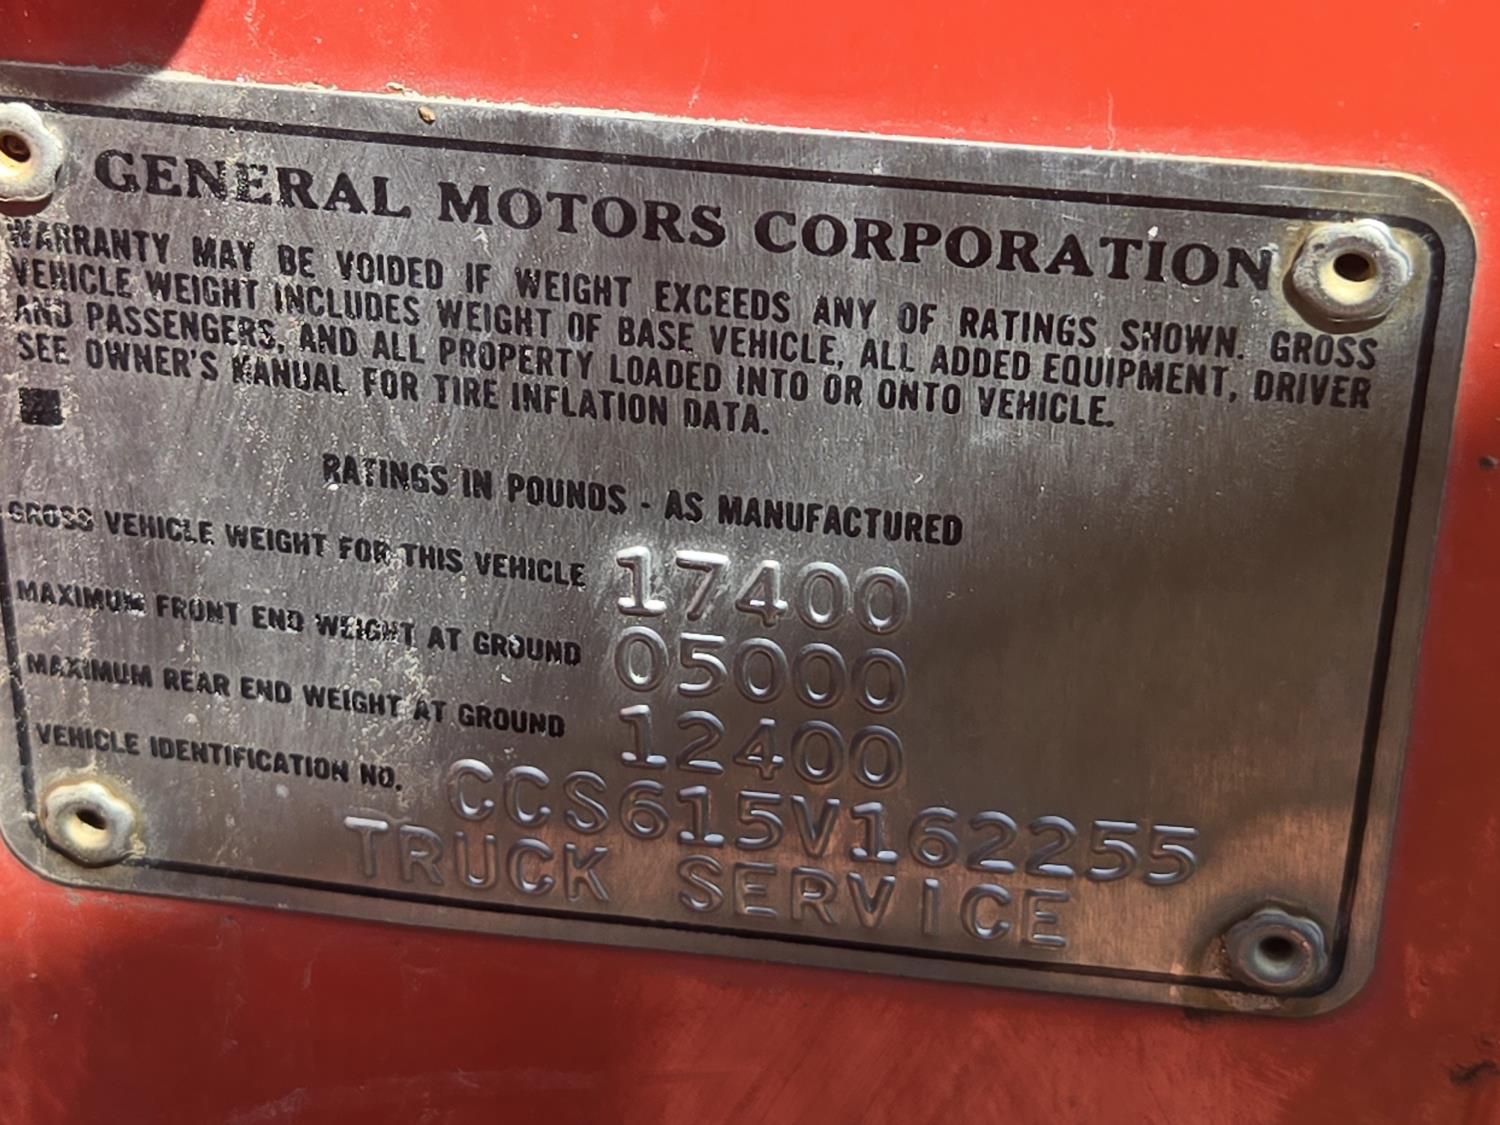 GENERAL MOTORS CORPORATION
WARRANTY MAY BE VOIDED IF WEIGHT EXCEEDS ANY OF RATINGS SHOWN. GROSS
VEHICLE WEIGHT INCLUDES WEIGHT OF BASE VEHICLE, ALL ADDED EQUIPMENT, DRIVER
AND PASSENGERS, AND ALL PROPERTY LOADED INTO OR ONTO VEHICLE.
SEE OWNER'S MANUAL FOR TIRE INFLATION DATA.
RATINGS IN POUNDS - AS MANUFACTURED
GROSS VEHICLE WEIGHT FOR THIS VEHICLE 17400
MAXIMUM FRONT END WEIGHT AT GROUND 05000
MAXIMUM REAR END WEIGHT AT GROUND 12400
VEHICLE IDENTIFICATION NO. CCS615V162255
TRUCK SERVICE